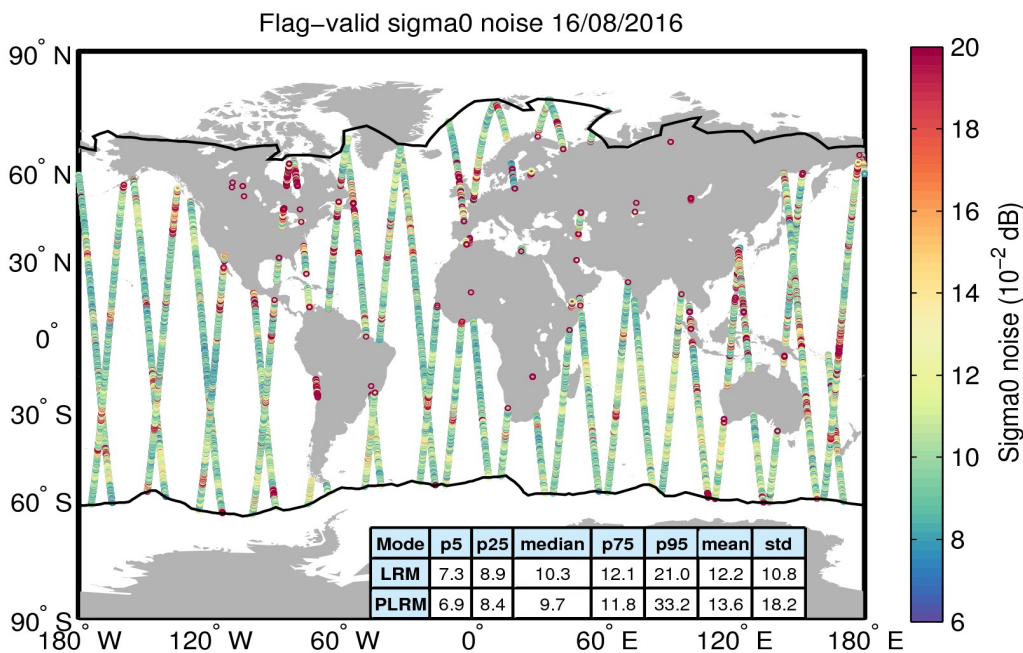 Flag−valid sigma0 noise 16/08/2016
90° N
60° N
30° N
0°
30° S
60° S
90° S
180° W
120° W
60° W
0°
60° E
120° E
180° E
Mode p5 p25 median p75 p95 mean std
LRM 7.3 8.9 10.3 12.1 21.0 12.2 10.8
PLRM 6.9 8.4 9.7 11.8 33.2 13.6 18.2
20
18
16
14
12
10
8
6
Sigma0 noise (10⁻² dB)